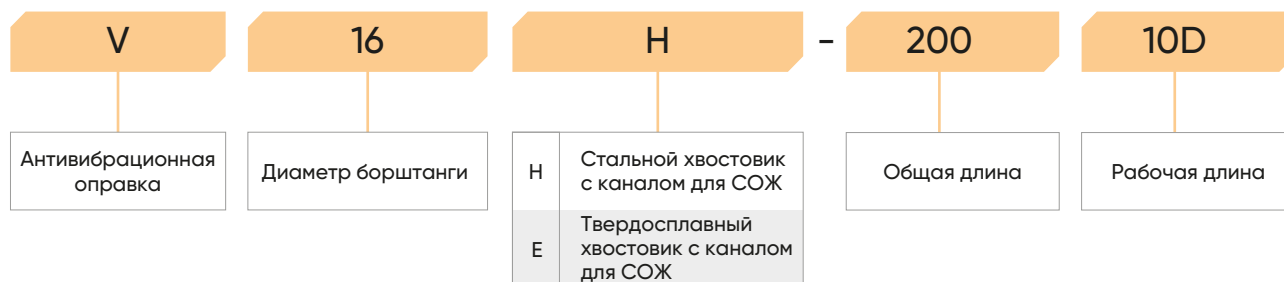 V 16 H - 200 10D
Антивибрационная
оправка
Диаметр борштанги
H Стальной хвостовик
с каналом для СОЖ
E Твердосплавный
хвостовик с каналом
для СОЖ
Общая длина
Рабочая длина